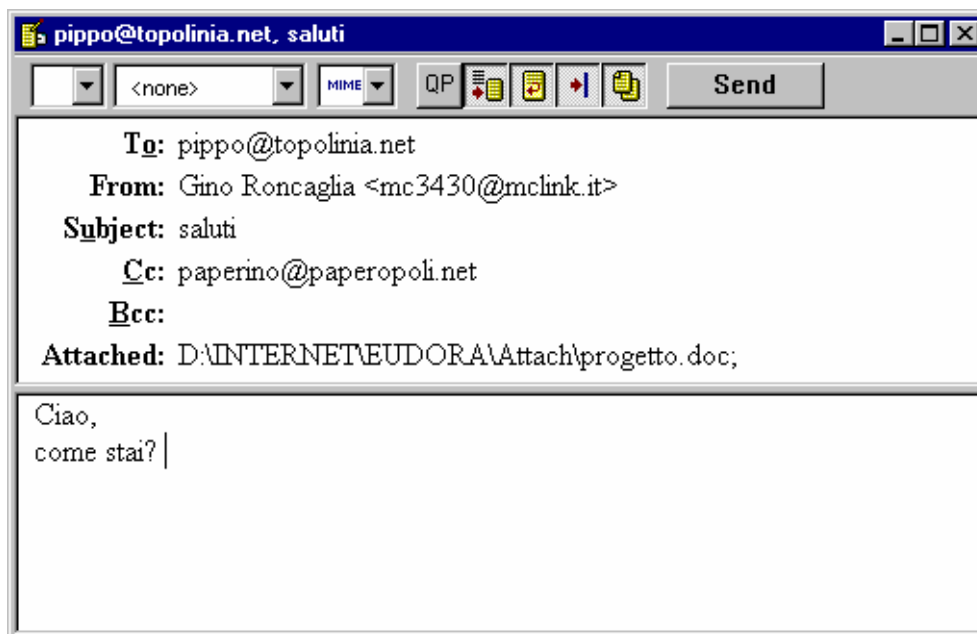 pippo@topolinia.net, saluti
<none> MIME QP Send
To: pippo@topolinia.net
From: Gino Roncaglia <mc3430@mclink.it>
Subject: saluti
Cc: paperino@paperopoli.net
Bcc:
Attached: D:\INTERNET\EUDORA\Attach\progetto.doc;
Ciao,
come stai?